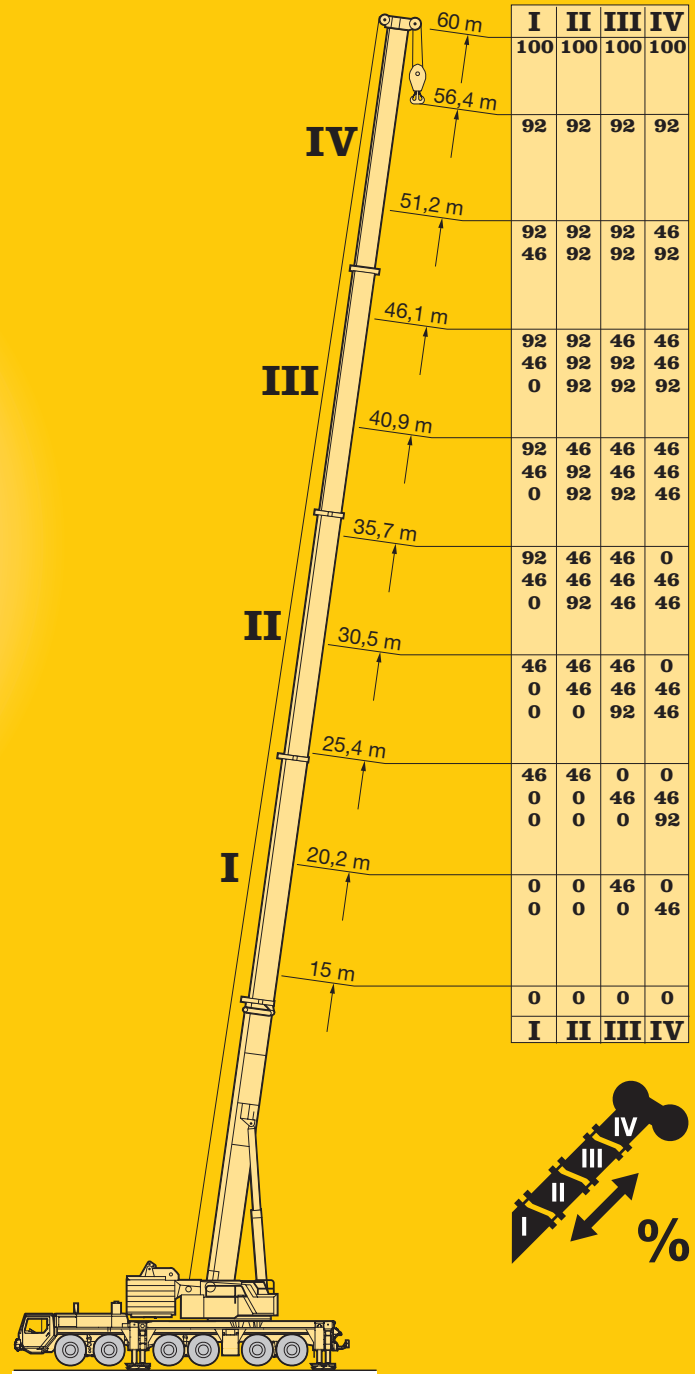 I II III IV
60 m
100 100 100 100
56,4 m
92 92 92 92
IV
51,2 m
92 92 92 46
46 92 92 92
46,1 m
92 92 46 46
46 92 92 46
0 92 92 92
III
40,9 m
92 46 46 46
46 92 46 46
0 92 92 46
35,7 m
92 46 46 0
46 46 46 46
0 92 46 46
II
30,5 m
46 46 46 0
0 46 46 46
0 0 92 46
25,4 m
46 46 0 0
0 0 46 46
0 0 0 92
I
20,2 m
0 0 46 0
0 0 0 46
15 m
0 0 0 0
I II III IV
IV
III
II
I
%